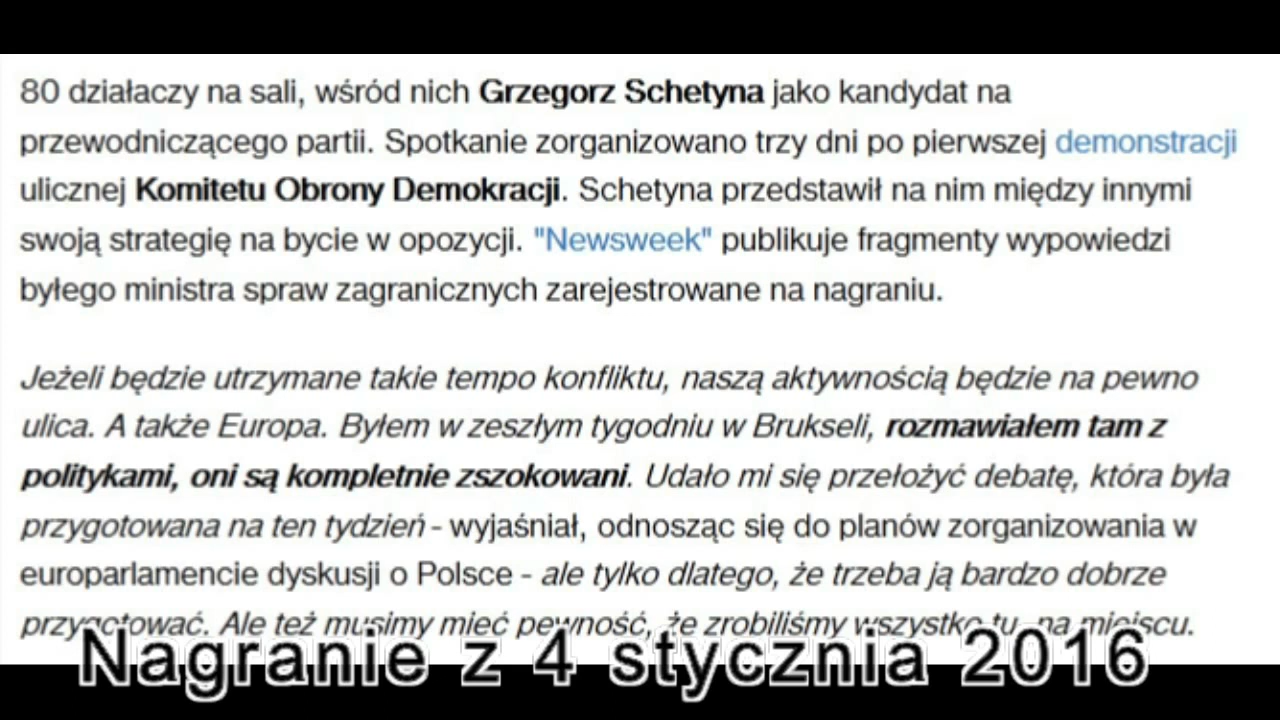 80 działaczy na sali, wśród nich Grzegorz Schetyna jako kandydat na
przewodniczącego partii. Spotkanie zorganizowano trzy dni po pierwszej demonstracji
ulicznej Komitetu Obrony Demokracji. Schetyna przedstawił na nim między innymi
swoją strategię na bycie w opozycji. "Newsweek" publikuje fragmenty wypowiedzi
byłego ministra spraw zagranicznych zarejestrowane na nagraniu.
Jeżeli będzie utrzymane takie tempo konfliktu, naszą aktywnością będzie na pewno
ulica. A także Europa. Byłem w zeszłym tygodniu w Brukseli, rozmawiałem tam z
politykami, oni są kompletnie zszokowani. Udało mi się przełożyć debatę, która była
przygotowana na ten tydzień - wyjaśniał, odnosząc się do planów zorganizowania w
europarlamencie dyskusji o Polsce - ale tylko dlatego, że trzeba ją bardzo dobrze
przygotować. Ale też musimy mieć pewność, że zrobiliśmy wszystko tu, na miejscu.
Nagranie z 4 stycznia 2016